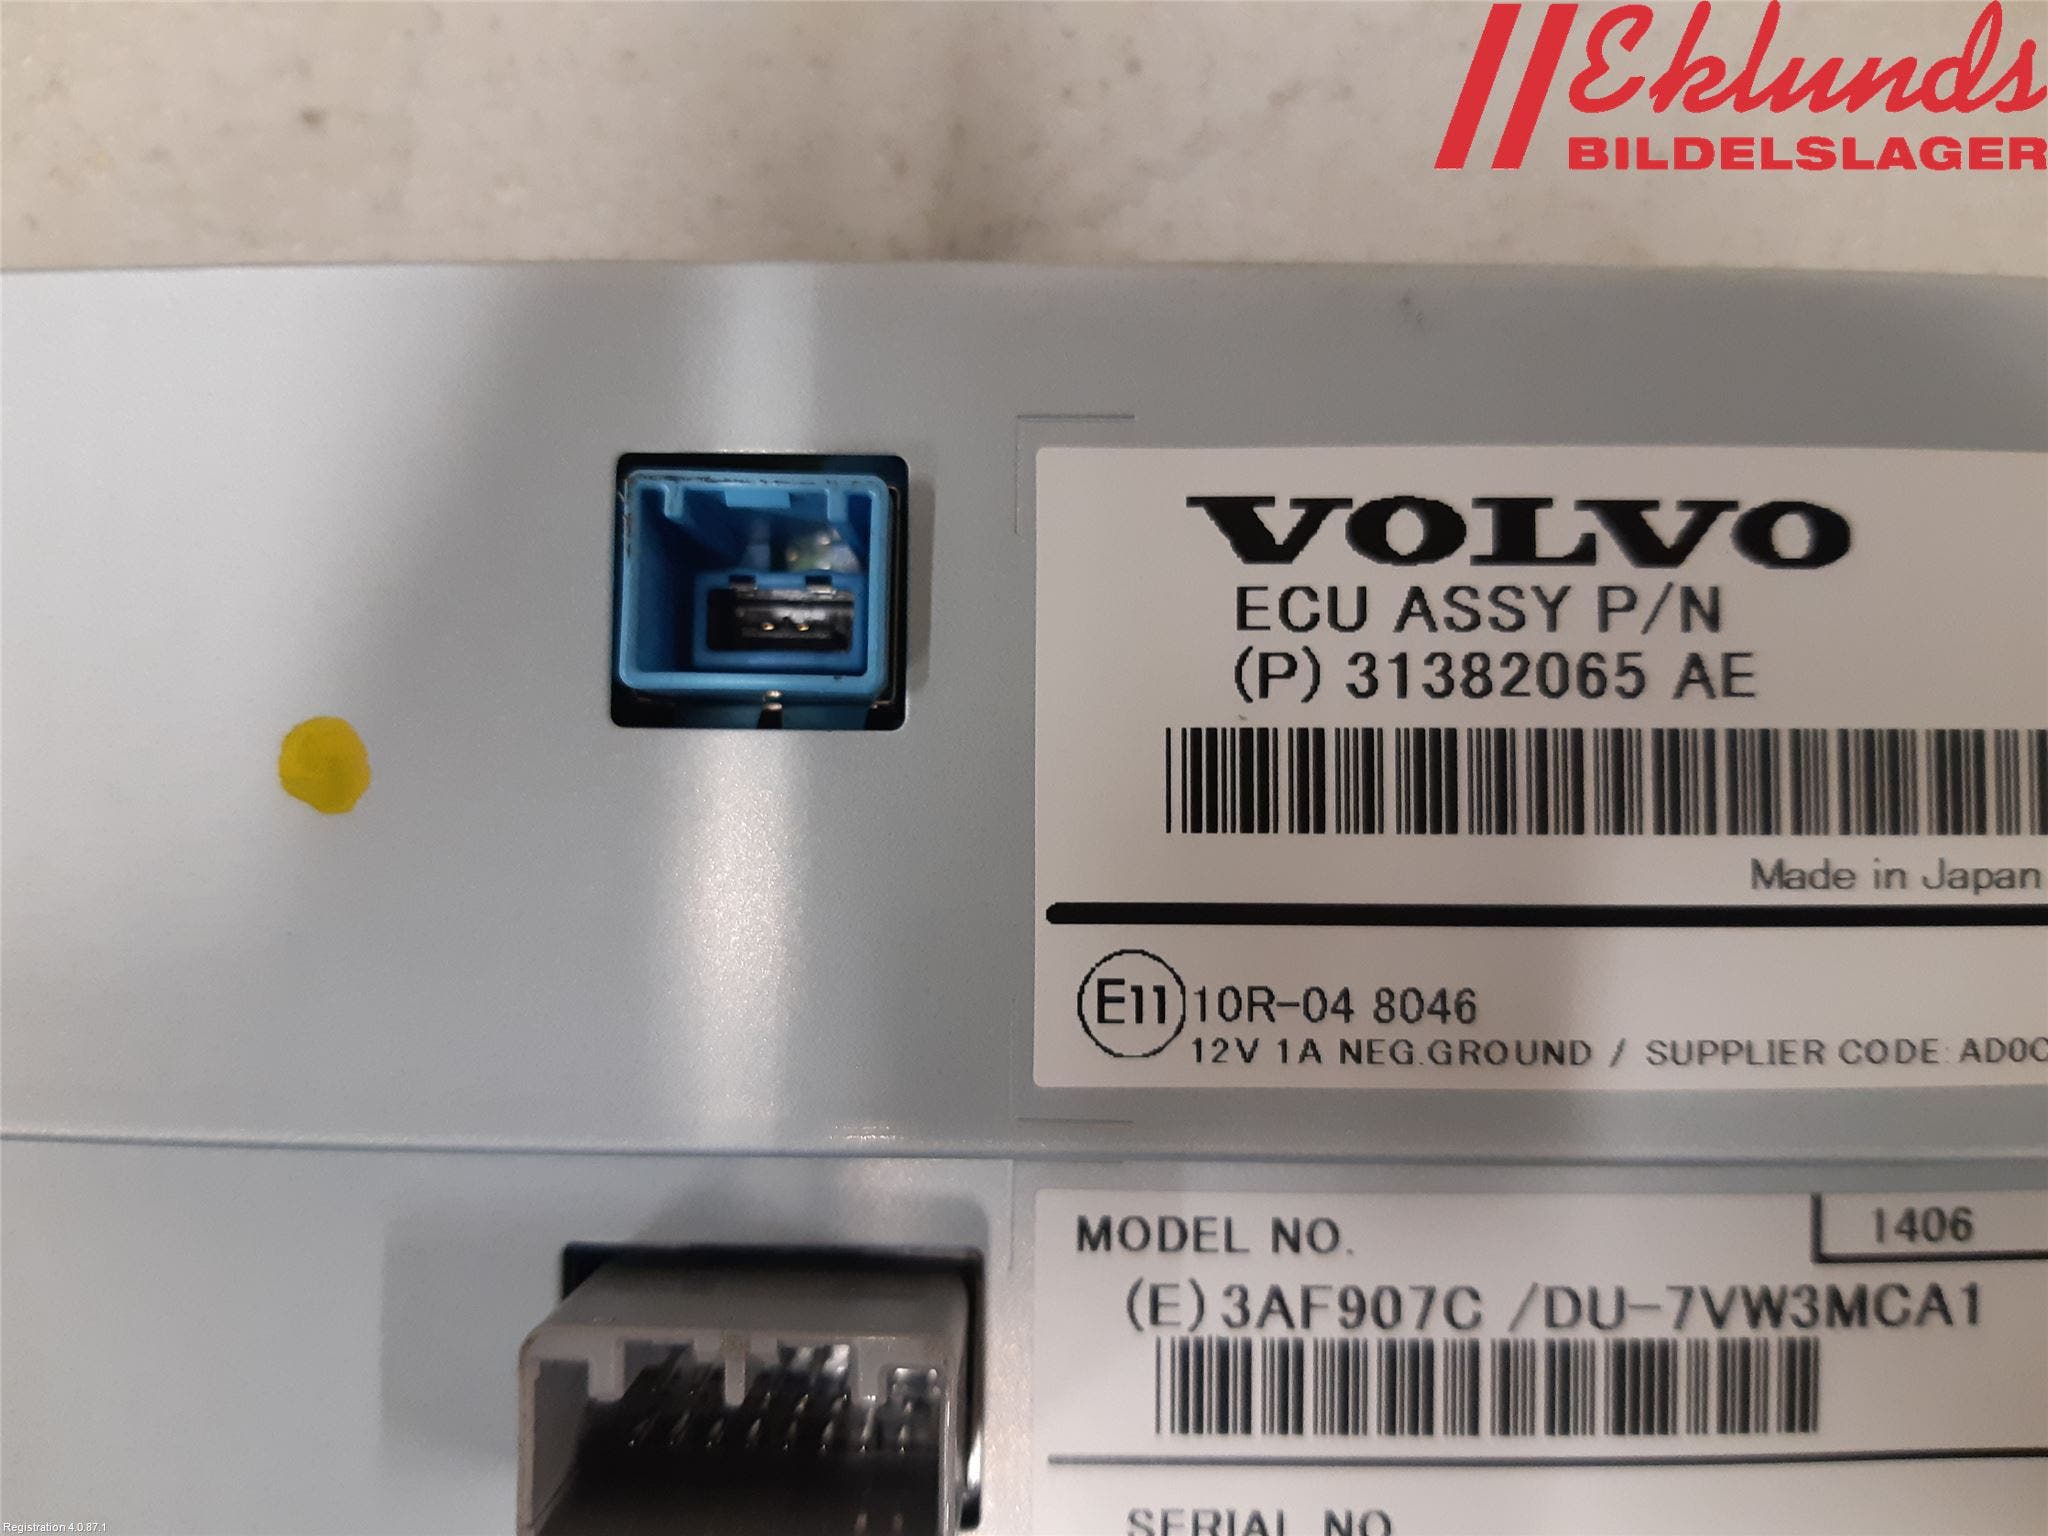 Eklunds
BILDELSLAGER
VOLVO
ECU ASSY P/N
(P) 31382065 AE
Made in Japan
E11 10R-04 8046
12V 1A NEG.GROUND / SUPPLIER CODE: AD0C
MODEL NO.
1406
(E)3AF907C /DU-7VW3MCA1
SERIAL NO.
Registration 4.0.87.1